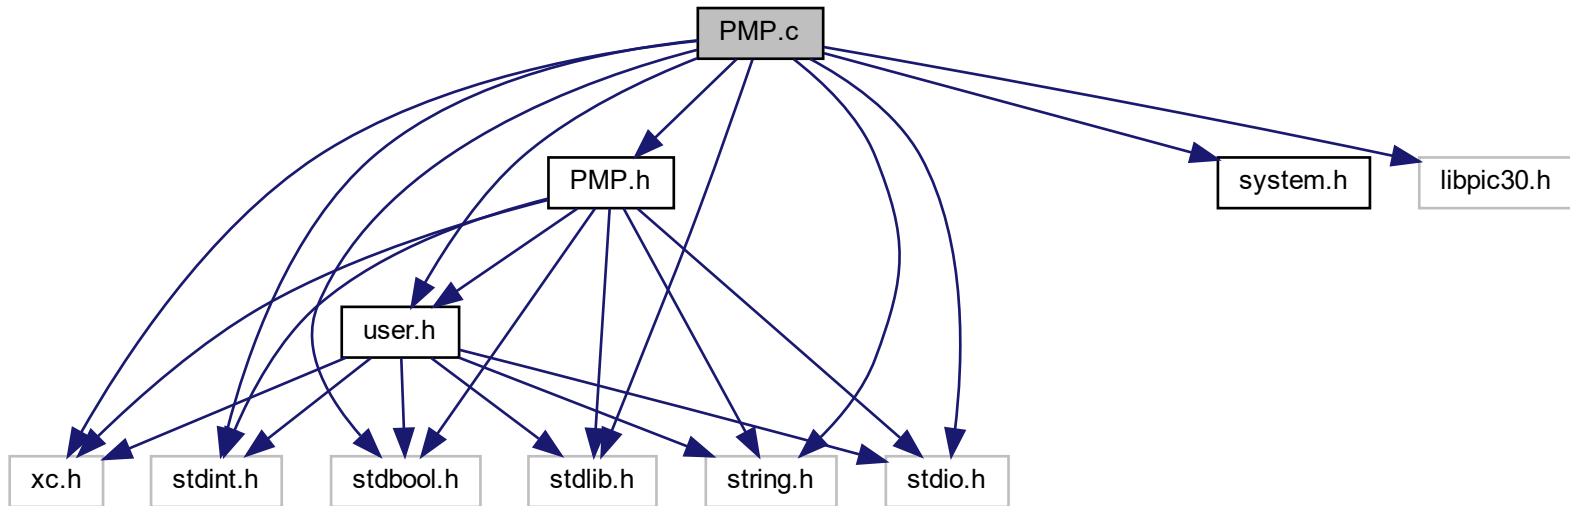 PMP.c
PMP.h
system.h
libpic30.h
user.h
xc.h
stdint.h
stdbool.h
stdlib.h
string.h
stdio.h